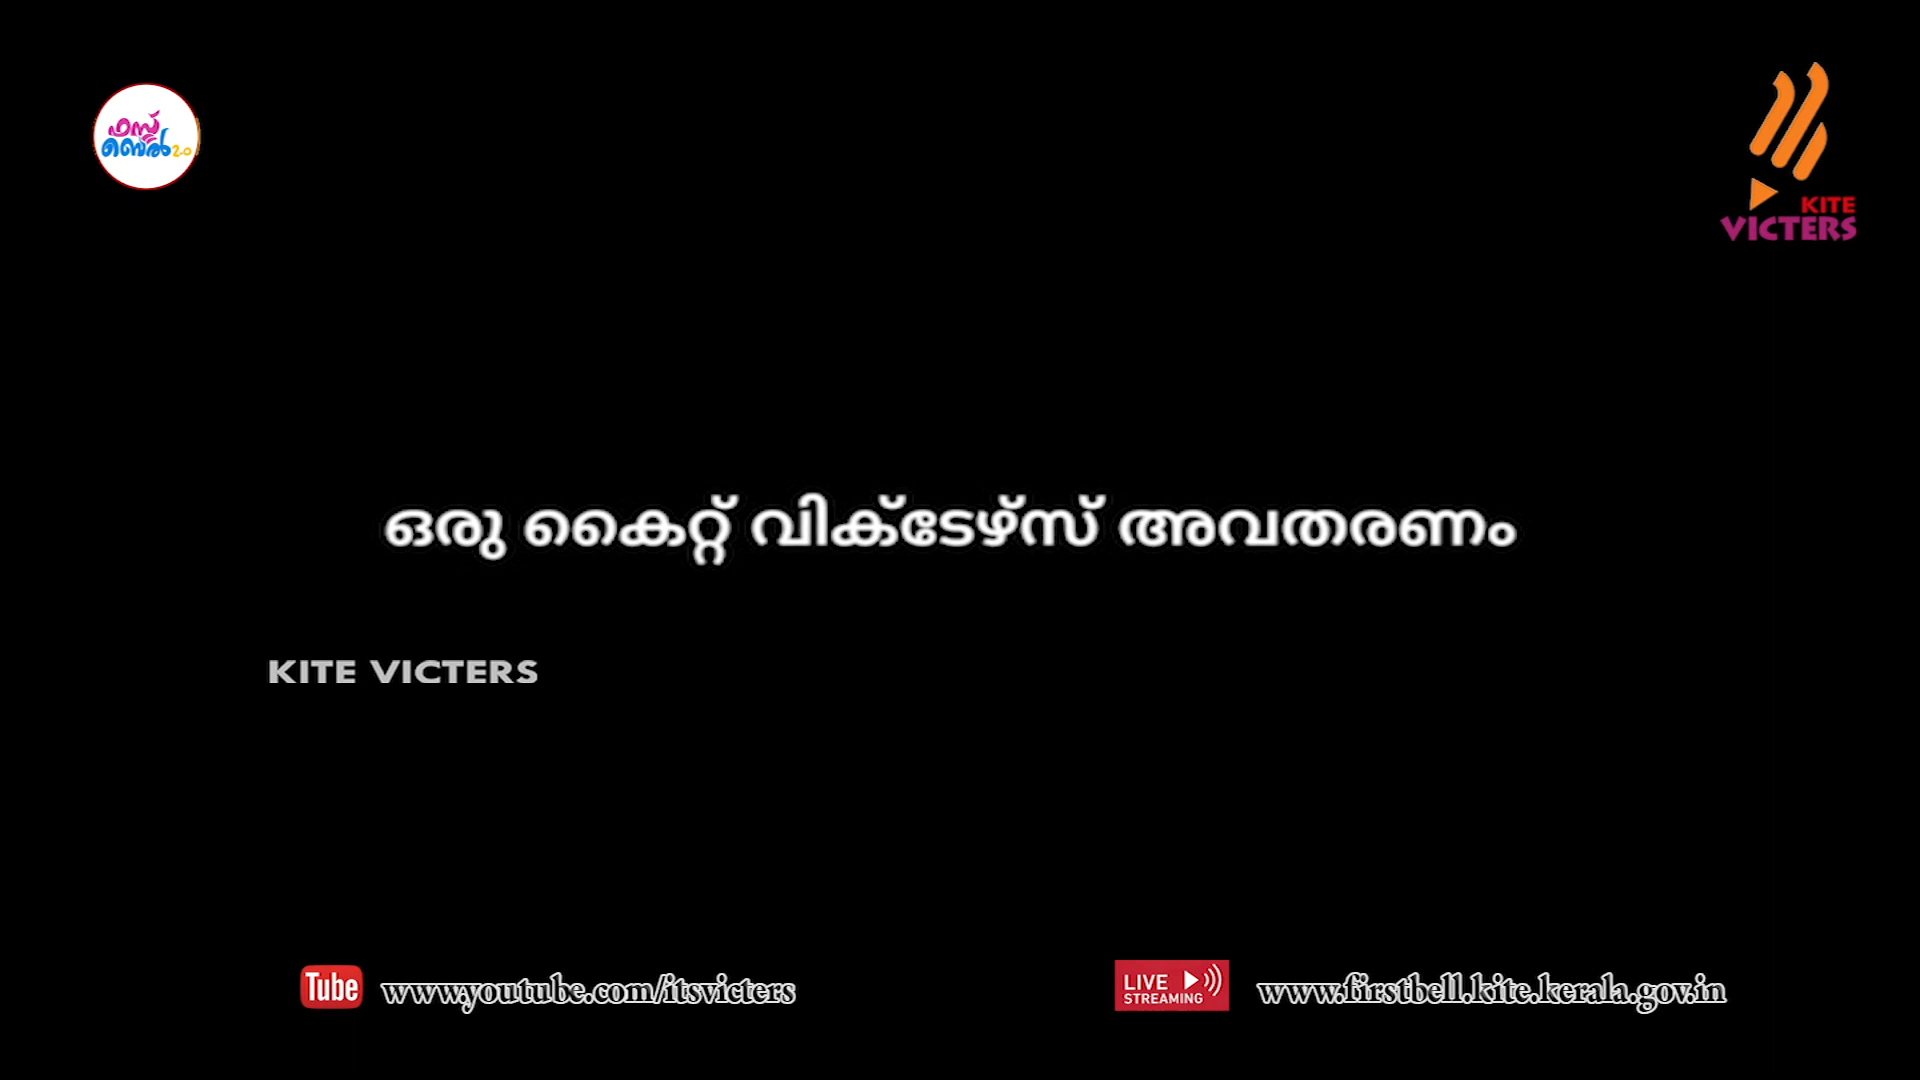 ഫസ്റ്റ്
ബെൽ 2.0
KITE
VICTERS
ഒരു കൈറ്റ് വിക്ടേഴ്സ് അവതരണം
KITE VICTERS
Tube www.youtube.com/itsvicters
LIVE
STREAMING
www.firstbell.kite.kerala.gov.in